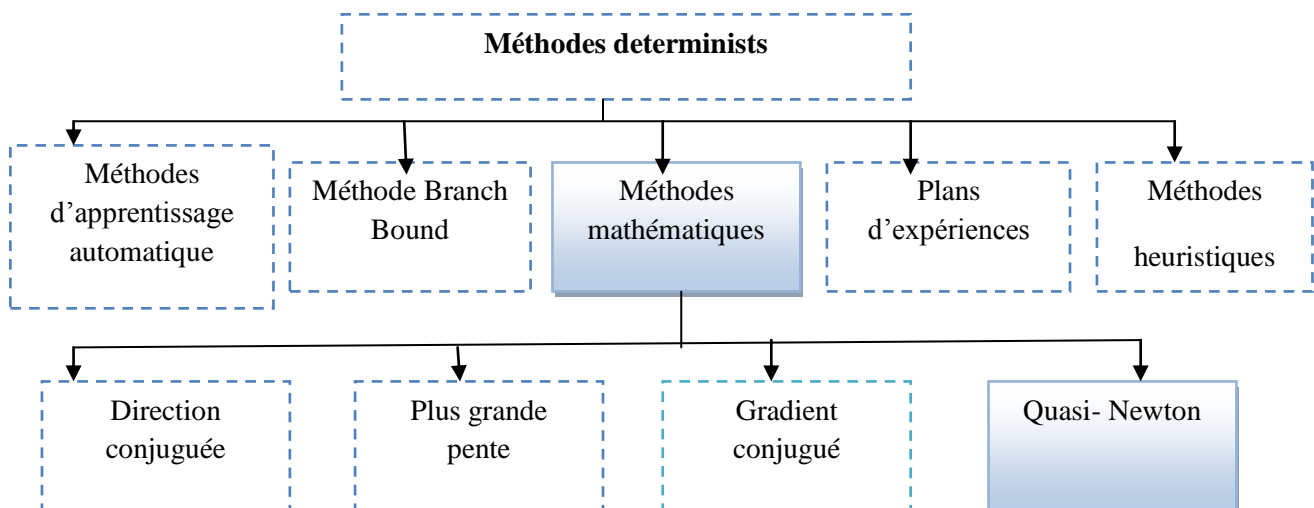 Méthodes determinists
Méthodes
d’apprentissage
automatique
Méthode Branch
Bound
Méthodes
mathématiques
Plans
d’expériences
Méthodes
heuristiques
Direction
conjuguée
Plus grande
pente
Gradient
conjugué
Quasi- Newton